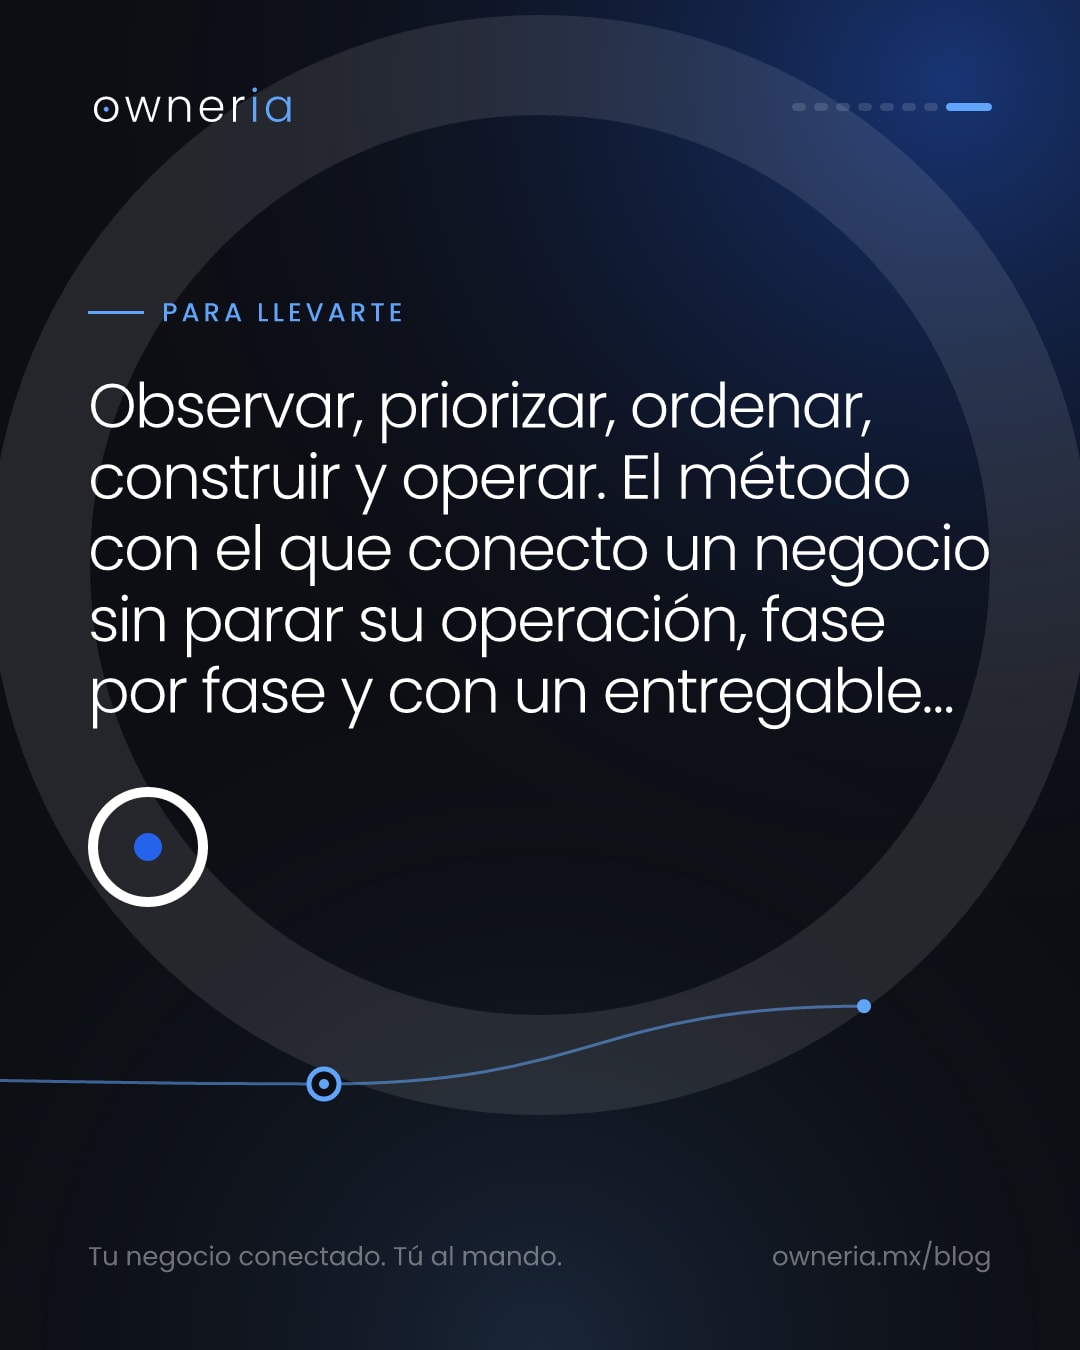 owneria
PARA LLEVARTE
Observar, priorizar, ordenar,
construir y operar. El método
con el que conecto un negocio
sin parar su operación, fase
por fase y con un entregable...
Tu negocio conectado. Tú al mando.
owneria.mx/blog